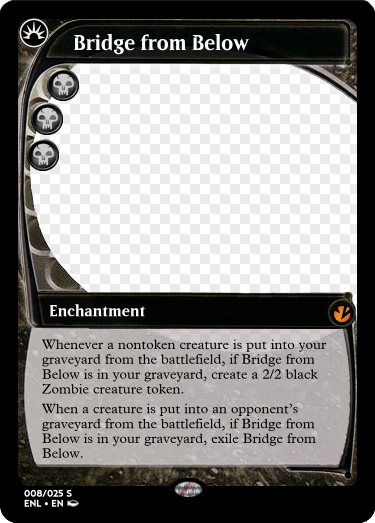 Bridge from Below
Enchantment
Whenever a nontoken creature is put into your
graveyard from the battlefield, if Bridge from
Below is in your graveyard, create a 2/2 black
Zombie creature token.
When a creature is put into an opponent's
graveyard from the battlefield, if Bridge from
Below is in your graveyard, exile Bridge from
Below.
008/025 S
ENL • EN